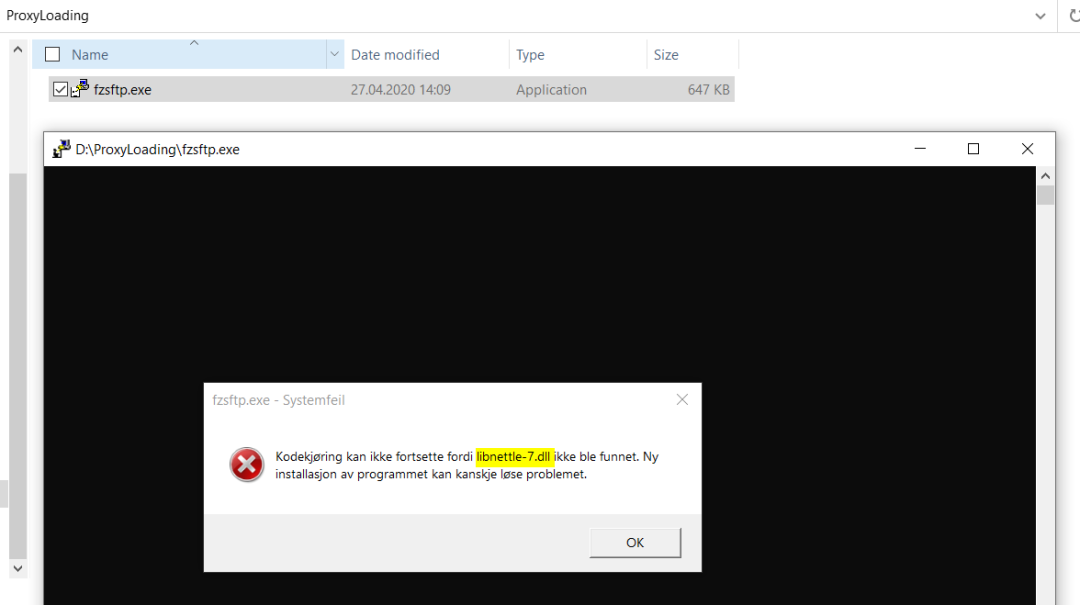 ProxyLoading
Name Date modified Type Size
fzsftp.exe 27.04.2020 14:09 Application 647 KB
D:\ProxyLoading\fzsftp.exe
fzsftp.exe - Systemfeil
Kodekjøring kan ikke fortsette fordi libnettle-7.dll ikke ble funnet. Ny
installasjon av programmet kan kanskje løse problemet.
OK